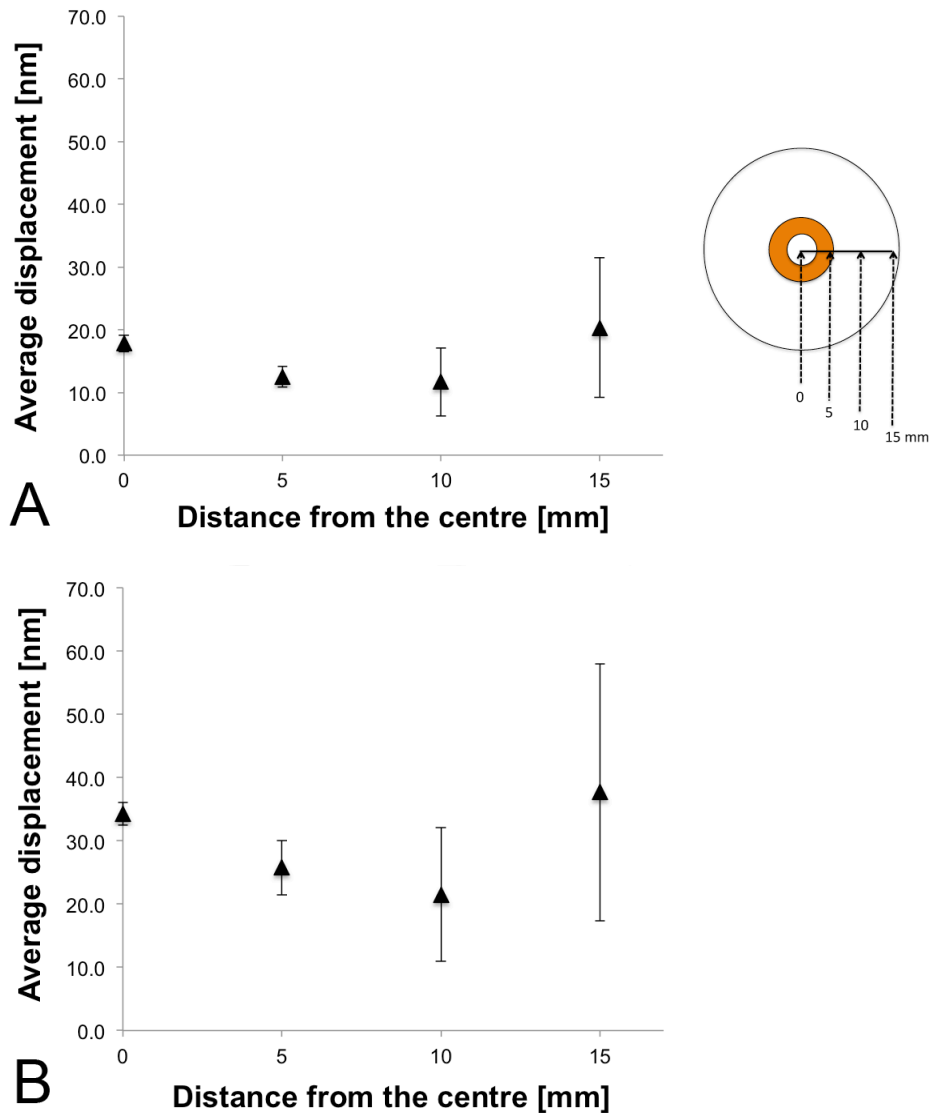 Average displacement [nm]
70.0
60.0
50.0
40.0
30.0
20.0
10.0
0.0
0 5 10 15
Distance from the centre [mm]
A
0
5
10
15 mm
Average displacement [nm]
70.0
60.0
50.0
40.0
30.0
20.0
10.0
0.0
0 5 10 15
Distance from the centre [mm]
B